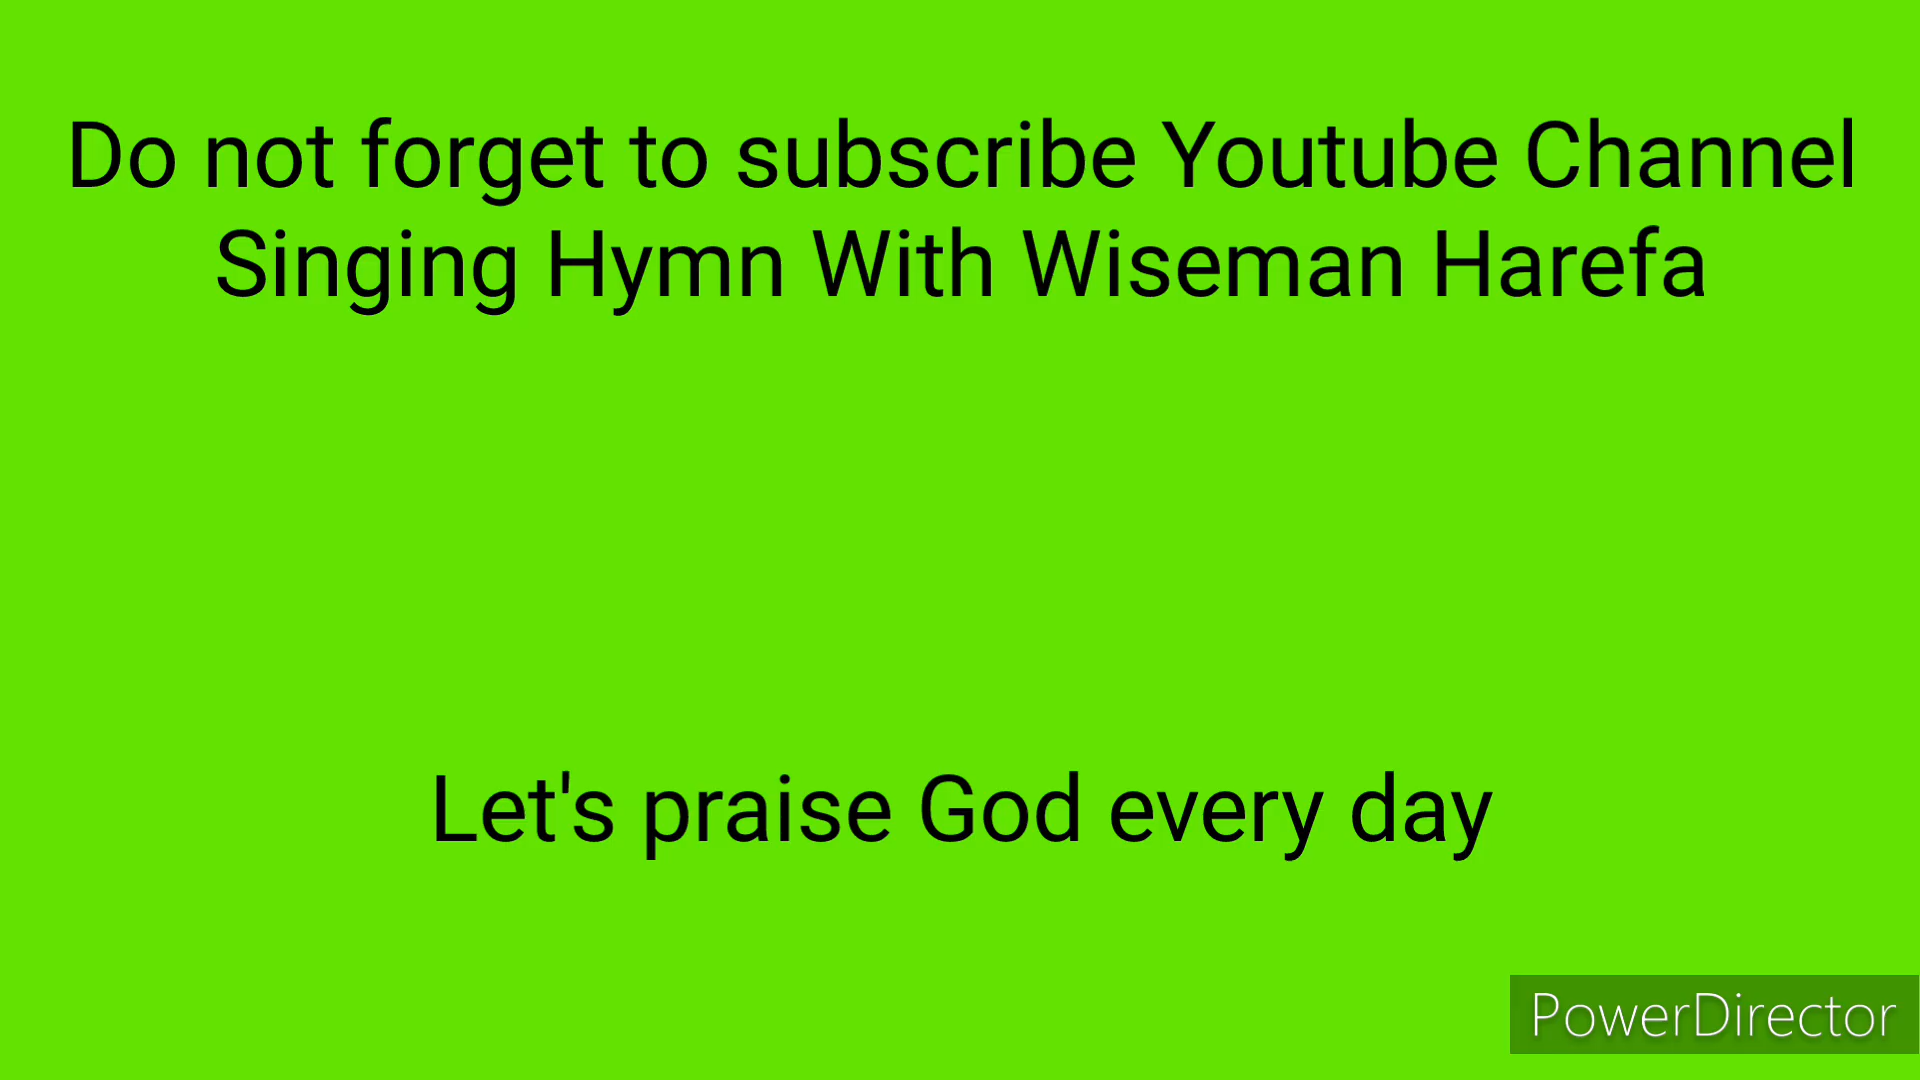 Do not forget to subscribe Youtube Channel
Singing Hymn With Wiseman Harefa
Let's praise God every day
PowerDirector